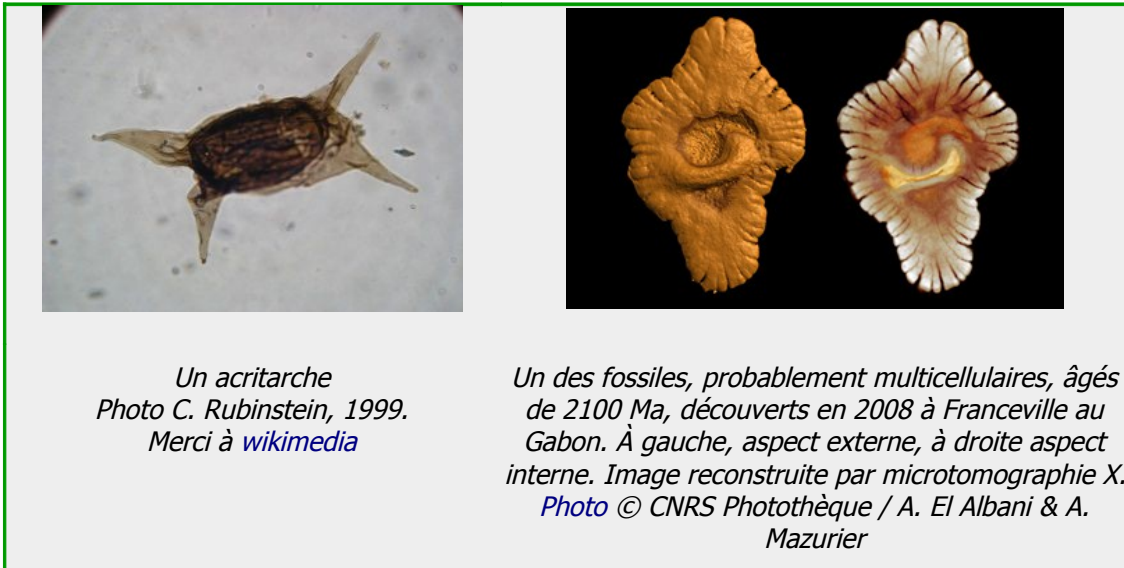 Un acritarche
Photo C. Rubinstein, 1999.
Merci à wikimedia
Un des fossiles, probablement multicellulaires, âgés
de 2100 Ma, découverts en 2008 à Franceville au
Gabon. À gauche, aspect externe, à droite aspect
interne. Image reconstruite par microtomographie X.
Photo © CNRS Photothèque / A. El Albani & A.
Mazurier